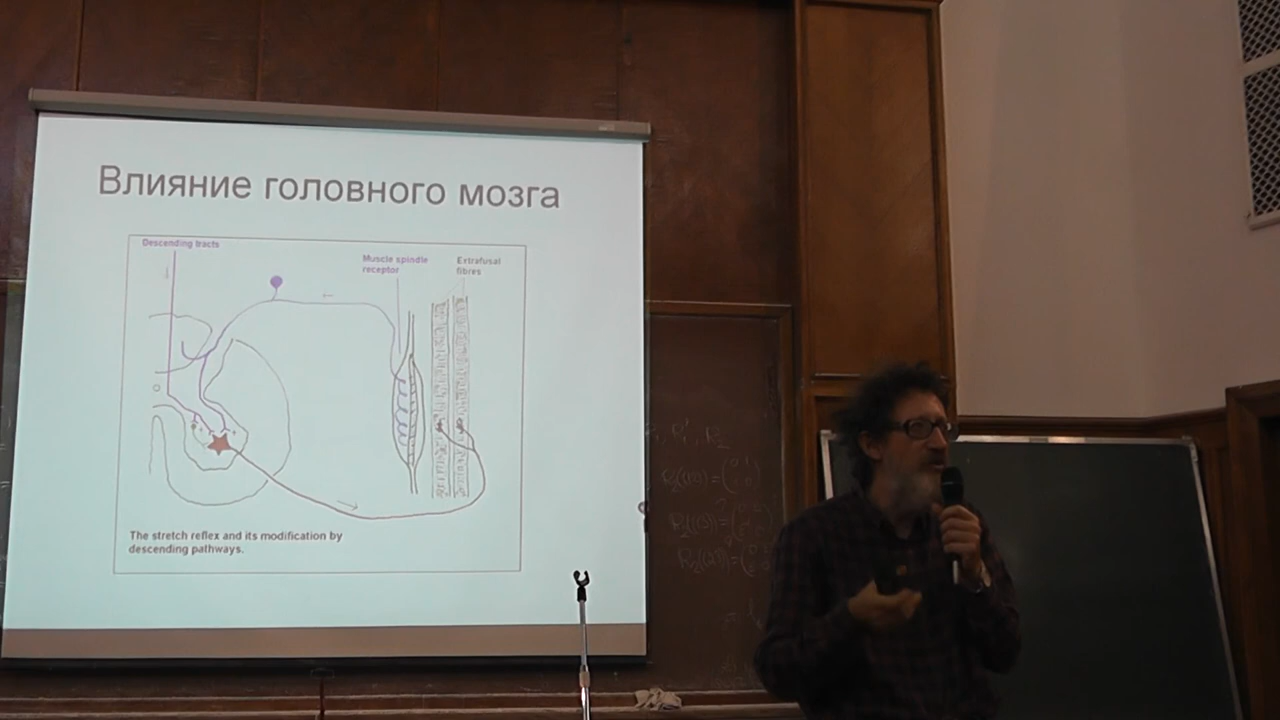 Влияние головного мозга
Descending tracts
Muscle spindle
receptor
Extrafusal
fibres
The stretch reflex and its modification by
descending pathways.